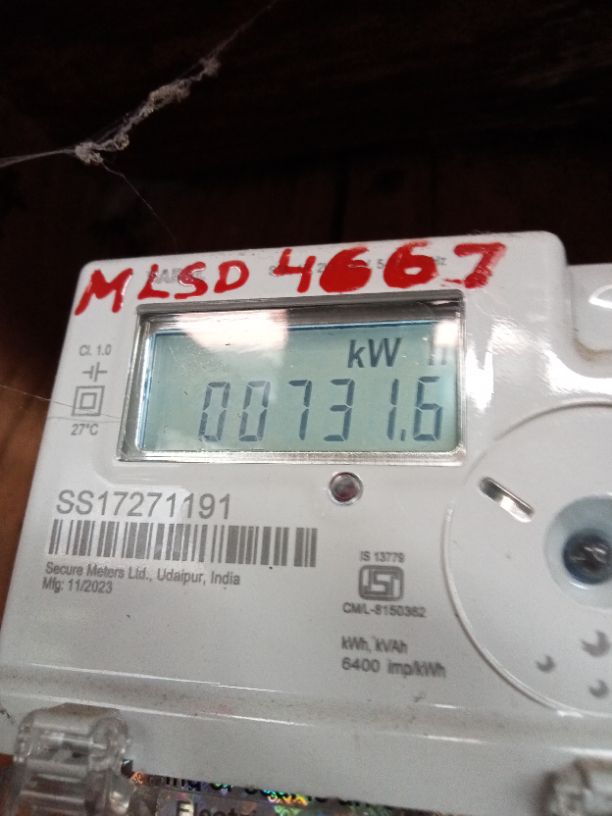 MLSD 4667
Cl. 1.0
27°C
kW h
00731.6
SS17271191
Secure Meters Ltd., Udaipur, India
Mfg: 11/2023
IS 13779
CM/L-8150362
kWh, kVAh
6400 imp/kWh